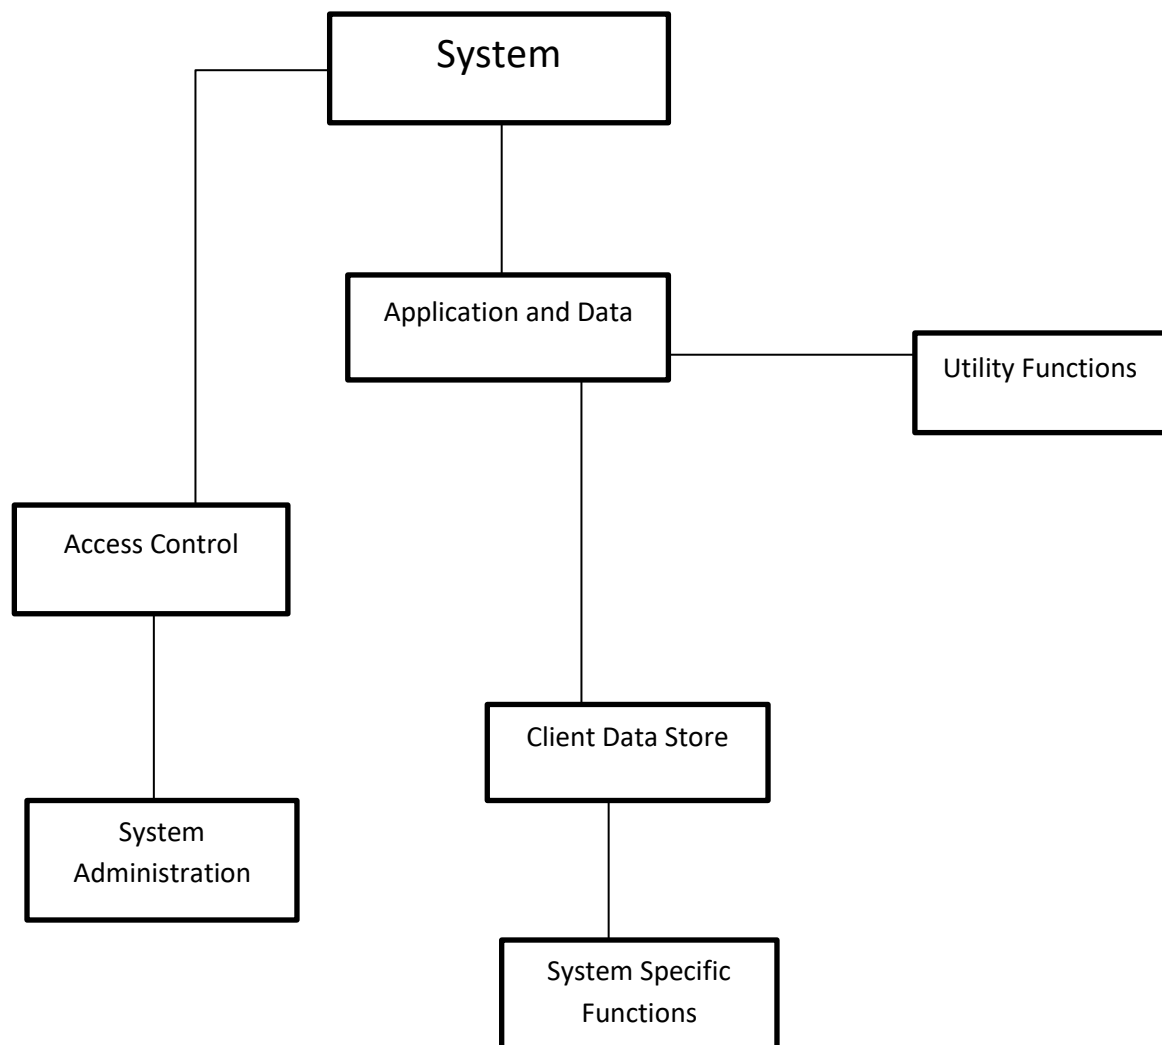 System
Application and Data
Utility Functions
Access Control
Client Data Store
System
Administration
System Specific
Functions